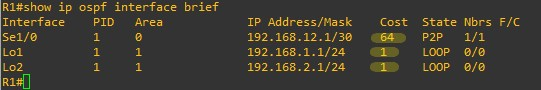 R1#show ip ospf interface brief
Interface    PID   Area            IP Address/Mask    Cost  State Nbrs F/C
Se1/0        1     0               192.168.12.1/30    64    P2P   1/1
Lo1          1     1               192.168.1.1/24     1     LOOP  0/0
Lo2          1     1               192.168.2.1/24     1     LOOP  0/0
R1#